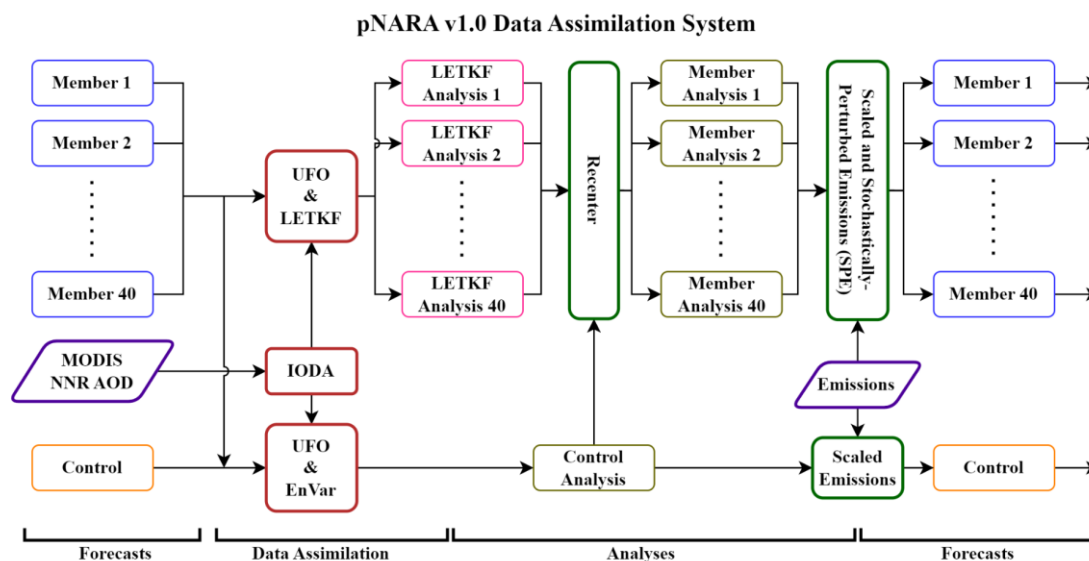 pNARA v1.0 Data Assimilation System
Member 1
Member 2
Member 40
MODIS
NNR AOD
Control
UFO
&
LETKF
IODA
UFO
&
EnVar
LETKF
Analysis 1
LETKF
Analysis 2
LETKF
Analysis 40
Recenter
Control
Analysis
Member
Analysis 1
Member
Analysis 2
Member
Analysis 40
Scaled and Stochastically-
Perturbed Emissions (SPE)
Emissions
Scaled
Emissions
Member 1
Member 2
Member 40
Control
Forecasts
Data Assimilation
Analyses
Forecasts